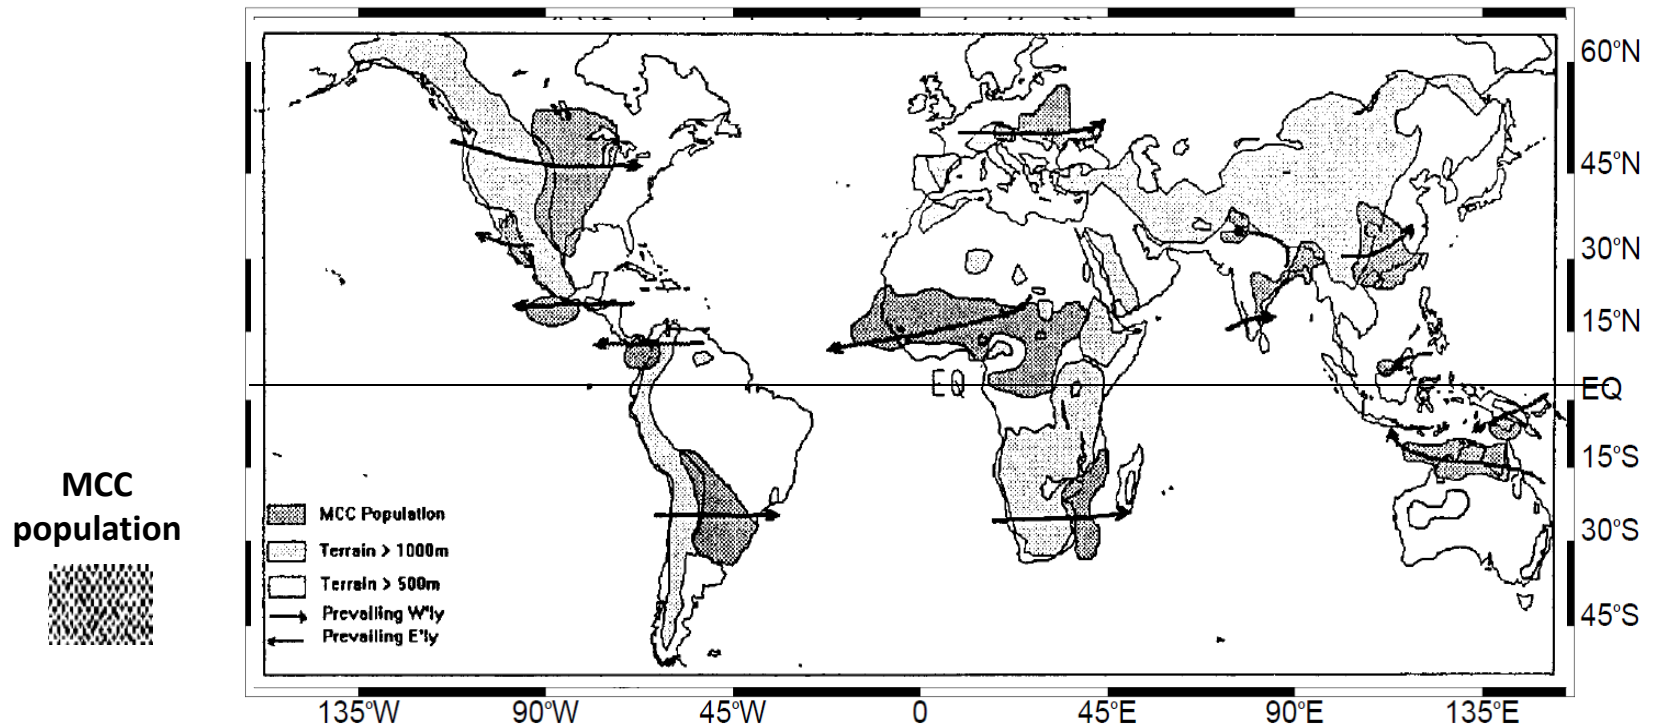 60°N
45°N
30°N
15°N
EQ
EQ
15°S
30°S
45°S
MCC
population
MCC Population
Terrain > 1000m
Terrain > 500m
Prevailing W'ly
Prevailing E'ly
135°W
90°W
45°W
0
45°E
90°E
135°E